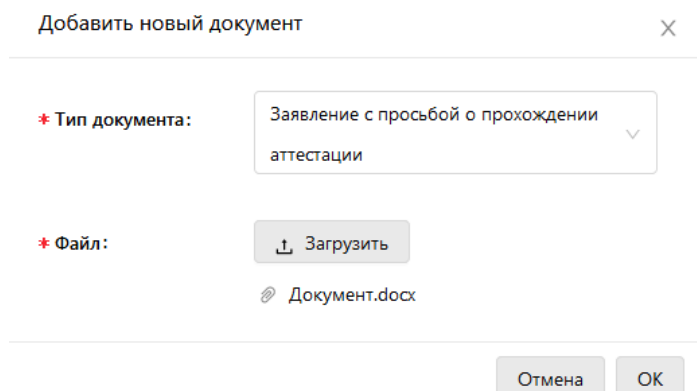 Добавить новый документ
* Тип документа:
Заявление с просьбой о прохождении
аттестации
* Файл:
Загрузить
Документ.docx
Отмена
OK